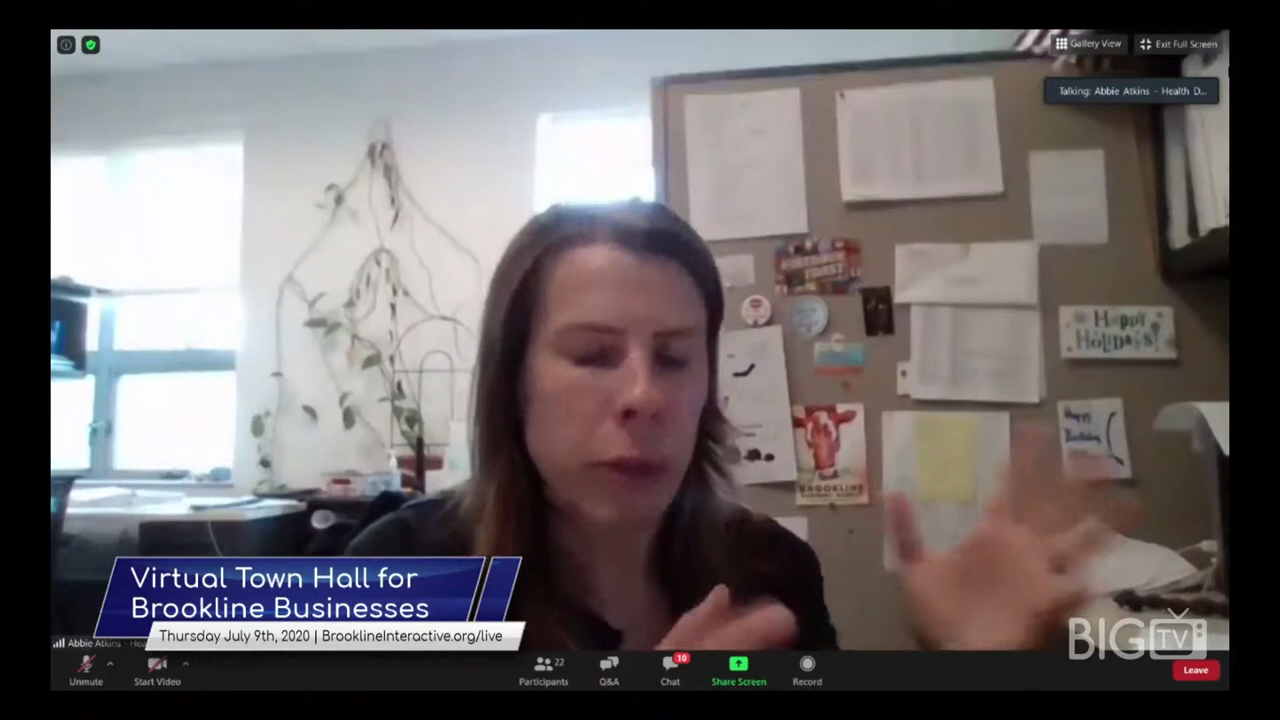 Gallery View
Exit Full Screen
Talking: Abbie Atkins - Health D...
HAPPY
HOLIDAYS!
Happy
Birthday
BROOKLINE
Virtual Town Hall for
Brookline Businesses
Thursday July 9th, 2020 | BrooklineInteractive.org/live
Abbie Atkins -
BIG TV
Unmute
Start Video
Participants
22
Q&A
Chat
10
Share Screen
Record
Leave